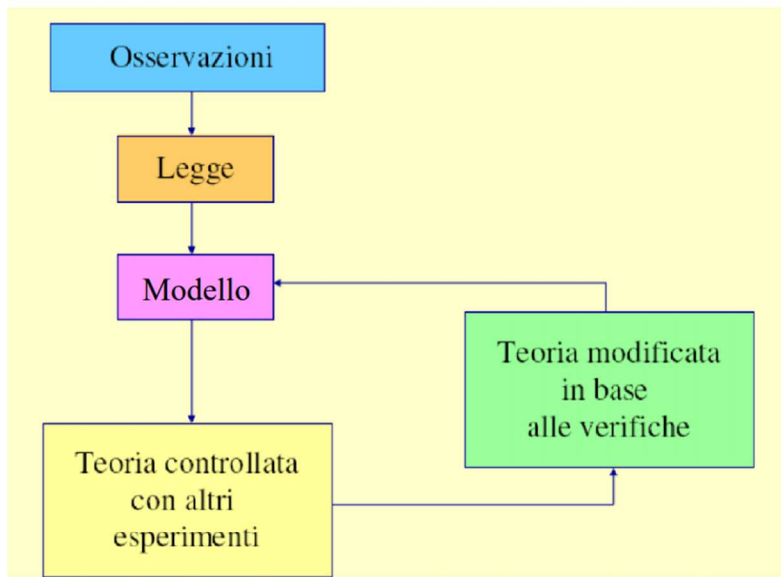 Osservazioni
Legge
Modello
Teoria modificata
in base
alle verifiche
Teoria controllata
con altri
esperimenti